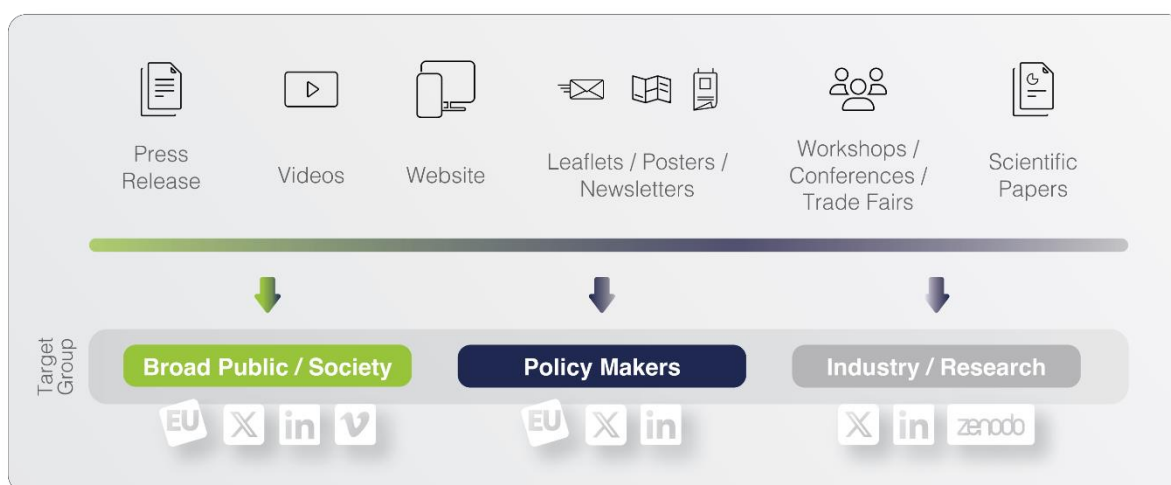 Press
Release
Videos
Website
Leaflets / Posters /
Newsletters
Workshops /
Conferences /
Trade Fairs
Scientific
Papers
Target
Group
Broad Public / Society
Policy Makers
Industry / Research
EU X in v
EU X in
X in zenodo